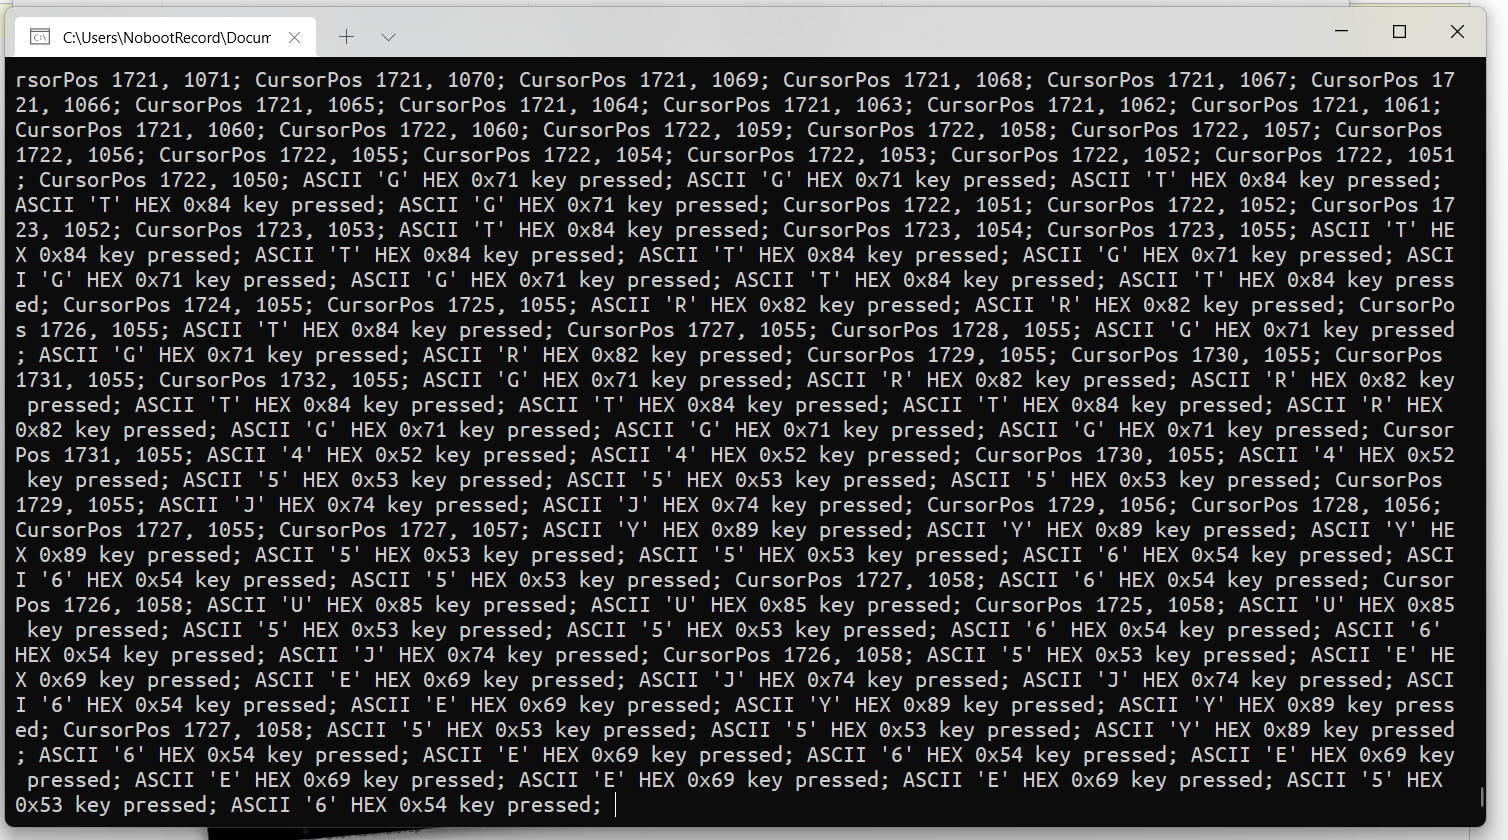 C:\Users\NobootRecord\Docum
rsorPos 1721, 1071; CursorPos 1721, 1070; CursorPos 1721, 1069; CursorPos 1721, 1068; CursorPos 1721, 1067; CursorPos 17
21, 1066; CursorPos 1721, 1065; CursorPos 1721, 1064; CursorPos 1721, 1063; CursorPos 1721, 1062; CursorPos 1721, 1061;
CursorPos 1721, 1060; CursorPos 1722, 1060; CursorPos 1722, 1059; CursorPos 1722, 1058; CursorPos 1722, 1057; CursorPos
1722, 1056; CursorPos 1722, 1055; CursorPos 1722, 1054; CursorPos 1722, 1053; CursorPos 1722, 1052; CursorPos 1722, 1051
; CursorPos 1722, 1050; ASCII 'G' HEX 0x71 key pressed; ASCII 'G' HEX 0x71 key pressed; ASCII 'T' HEX 0x84 key pressed;
ASCII 'T' HEX 0x84 key pressed; ASCII 'G' HEX 0x71 key pressed; CursorPos 1722, 1051; CursorPos 1722, 1052; CursorPos 17
23, 1052; CursorPos 1723, 1053; ASCII 'T' HEX 0x84 key pressed; CursorPos 1723, 1054; CursorPos 1723, 1055; ASCII 'T' HE
X 0x84 key pressed; ASCII 'T' HEX 0x84 key pressed; ASCII 'T' HEX 0x84 key pressed; ASCII 'G' HEX 0x71 key pressed; ASCI
I 'G' HEX 0x71 key pressed; ASCII 'G' HEX 0x71 key pressed; ASCII 'T' HEX 0x84 key pressed; ASCII 'T' HEX 0x84 key press
ed; CursorPos 1724, 1055; CursorPos 1725, 1055; ASCII 'R' HEX 0x82 key pressed; ASCII 'R' HEX 0x82 key pressed; CursorPo
s 1726, 1055; ASCII 'T' HEX 0x84 key pressed; CursorPos 1727, 1055; CursorPos 1728, 1055; ASCII 'G' HEX 0x71 key pressed
; ASCII 'G' HEX 0x71 key pressed; ASCII 'R' HEX 0x82 key pressed; CursorPos 1729, 1055; CursorPos 1730, 1055; CursorPos
1731, 1055; CursorPos 1732, 1055; ASCII 'G' HEX 0x71 key pressed; ASCII 'R' HEX 0x82 key pressed; ASCII 'R' HEX 0x82 key
pressed; ASCII 'T' HEX 0x84 key pressed; ASCII 'T' HEX 0x84 key pressed; ASCII 'T' HEX 0x84 key pressed; ASCII 'R' HEX
0x82 key pressed; ASCII 'G' HEX 0x71 key pressed; ASCII 'G' HEX 0x71 key pressed; ASCII 'G' HEX 0x71 key pressed; Cursor
Pos 1731, 1055; ASCII '4' HEX 0x52 key pressed; ASCII '4' HEX 0x52 key pressed; CursorPos 1730, 1055; ASCII '4' HEX 0x52
key pressed; ASCII '5' HEX 0x53 key pressed; ASCII '5' HEX 0x53 key pressed; ASCII '5' HEX 0x53 key pressed; CursorPos
1729, 1055; ASCII 'J' HEX 0x74 key pressed; ASCII 'J' HEX 0x74 key pressed; CursorPos 1729, 1056; CursorPos 1728, 1056;
CursorPos 1727, 1055; CursorPos 1727, 1057; ASCII 'Y' HEX 0x89 key pressed; ASCII 'Y' HEX 0x89 key pressed; ASCII 'Y' HE
X 0x89 key pressed; ASCII '5' HEX 0x53 key pressed; ASCII '5' HEX 0x53 key pressed; ASCII '6' HEX 0x54 key pressed; ASCI
I '6' HEX 0x54 key pressed; ASCII '5' HEX 0x53 key pressed; CursorPos 1727, 1058; ASCII '6' HEX 0x54 key pressed; Cursor
Pos 1726, 1058; ASCII 'U' HEX 0x85 key pressed; ASCII 'U' HEX 0x85 key pressed; CursorPos 1725, 1058; ASCII 'U' HEX 0x85
key pressed; ASCII '5' HEX 0x53 key pressed; ASCII '5' HEX 0x53 key pressed; ASCII '6' HEX 0x54 key pressed; ASCII '6'
HEX 0x54 key pressed; ASCII 'J' HEX 0x74 key pressed; CursorPos 1726, 1058; ASCII '5' HEX 0x53 key pressed; ASCII 'E' HE
X 0x69 key pressed; ASCII 'E' HEX 0x69 key pressed; ASCII 'J' HEX 0x74 key pressed; ASCII 'J' HEX 0x74 key pressed; ASCI
I '6' HEX 0x54 key pressed; ASCII 'E' HEX 0x69 key pressed; ASCII 'Y' HEX 0x89 key pressed; ASCII 'Y' HEX 0x89 key press
ed; CursorPos 1727, 1058; ASCII '5' HEX 0x53 key pressed; ASCII '5' HEX 0x53 key pressed; ASCII 'Y' HEX 0x89 key pressed
; ASCII '6' HEX 0x54 key pressed; ASCII 'E' HEX 0x69 key pressed; ASCII '6' HEX 0x54 key pressed; ASCII 'E' HEX 0x69 key
pressed; ASCII 'E' HEX 0x69 key pressed; ASCII 'E' HEX 0x69 key pressed; ASCII 'E' HEX 0x69 key pressed; ASCII '5' HEX
0x53 key pressed; ASCII '6' HEX 0x54 key pressed;